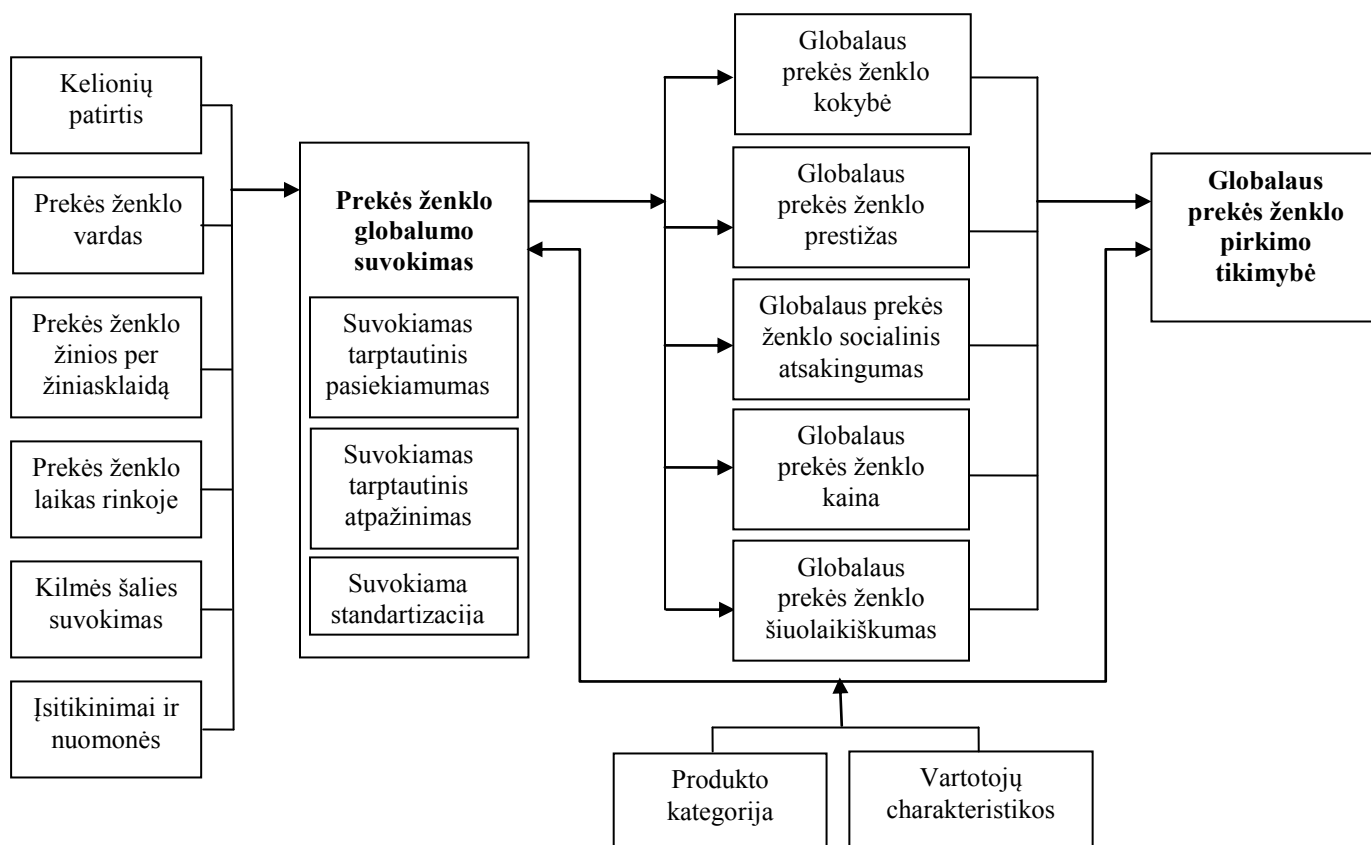 Kelionių
patirtis
Prekės ženklo
vardas
Prekės ženklo
žinios per
žiniasklaidą
Prekės ženklo
laikas rinkoje
Kilmės šalies
suvokimas
Įsitikinimai ir
nuomonės
Prekės ženklo
globalumo
suvokimas
Suvokiamas
tarptautinis
pasiekiamumas
Suvokiamas
tarptautinis
atpažinimas
Suvokiama
standartizacija
Globalaus
prekės ženklo
kokybė
Globalaus
prekės ženklo
prestižas
Globalaus prekės
ženklo socialinis
atsakingumas
Globalaus
prekės ženklo
kaina
Globalaus
prekės ženklo
šiuolaikiškumas
Globalaus
prekės ženklo
pirkimo
tikimybė
Produkto
kategorija
Vartotojų
charakteristikos